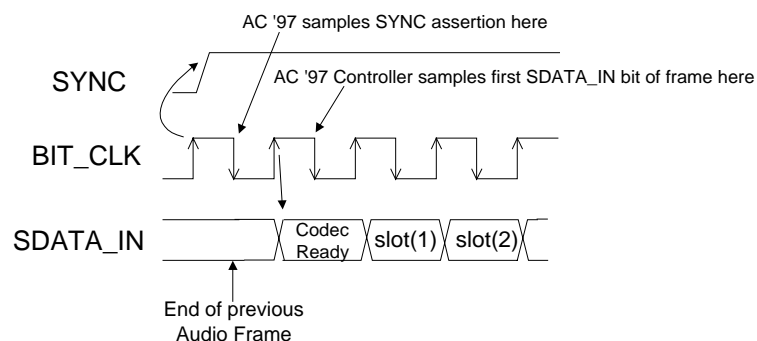 AC '97 samples SYNC assertion here
SYNC
AC '97 Controller samples first SDATA_IN bit of frame here
BIT_CLK
SDATA_IN
Codec
Ready
slot(1)
slot(2)
End of previous
Audio Frame